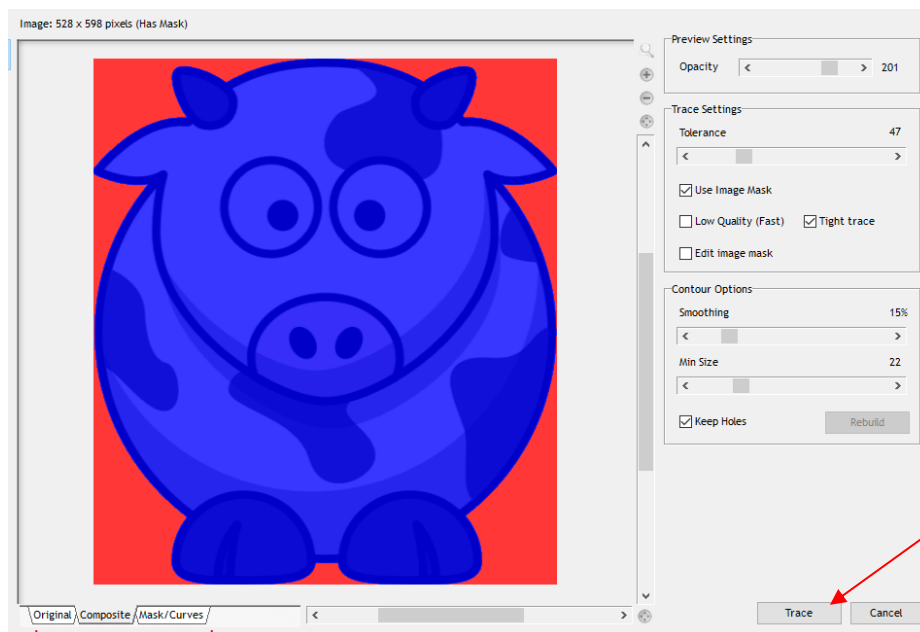 Image: 528 x 598 pixels (Has Mask)
Preview Settings
Opacity 201
Trace Settings
Tolerance 47
Use Image Mask
Low Quality (Fast) Tight trace
Edit image mask
Contour Options
Smoothing 15%
Min Size 22
Keep Holes Rebuild
Original Composite Mask/Curves
Trace Cancel